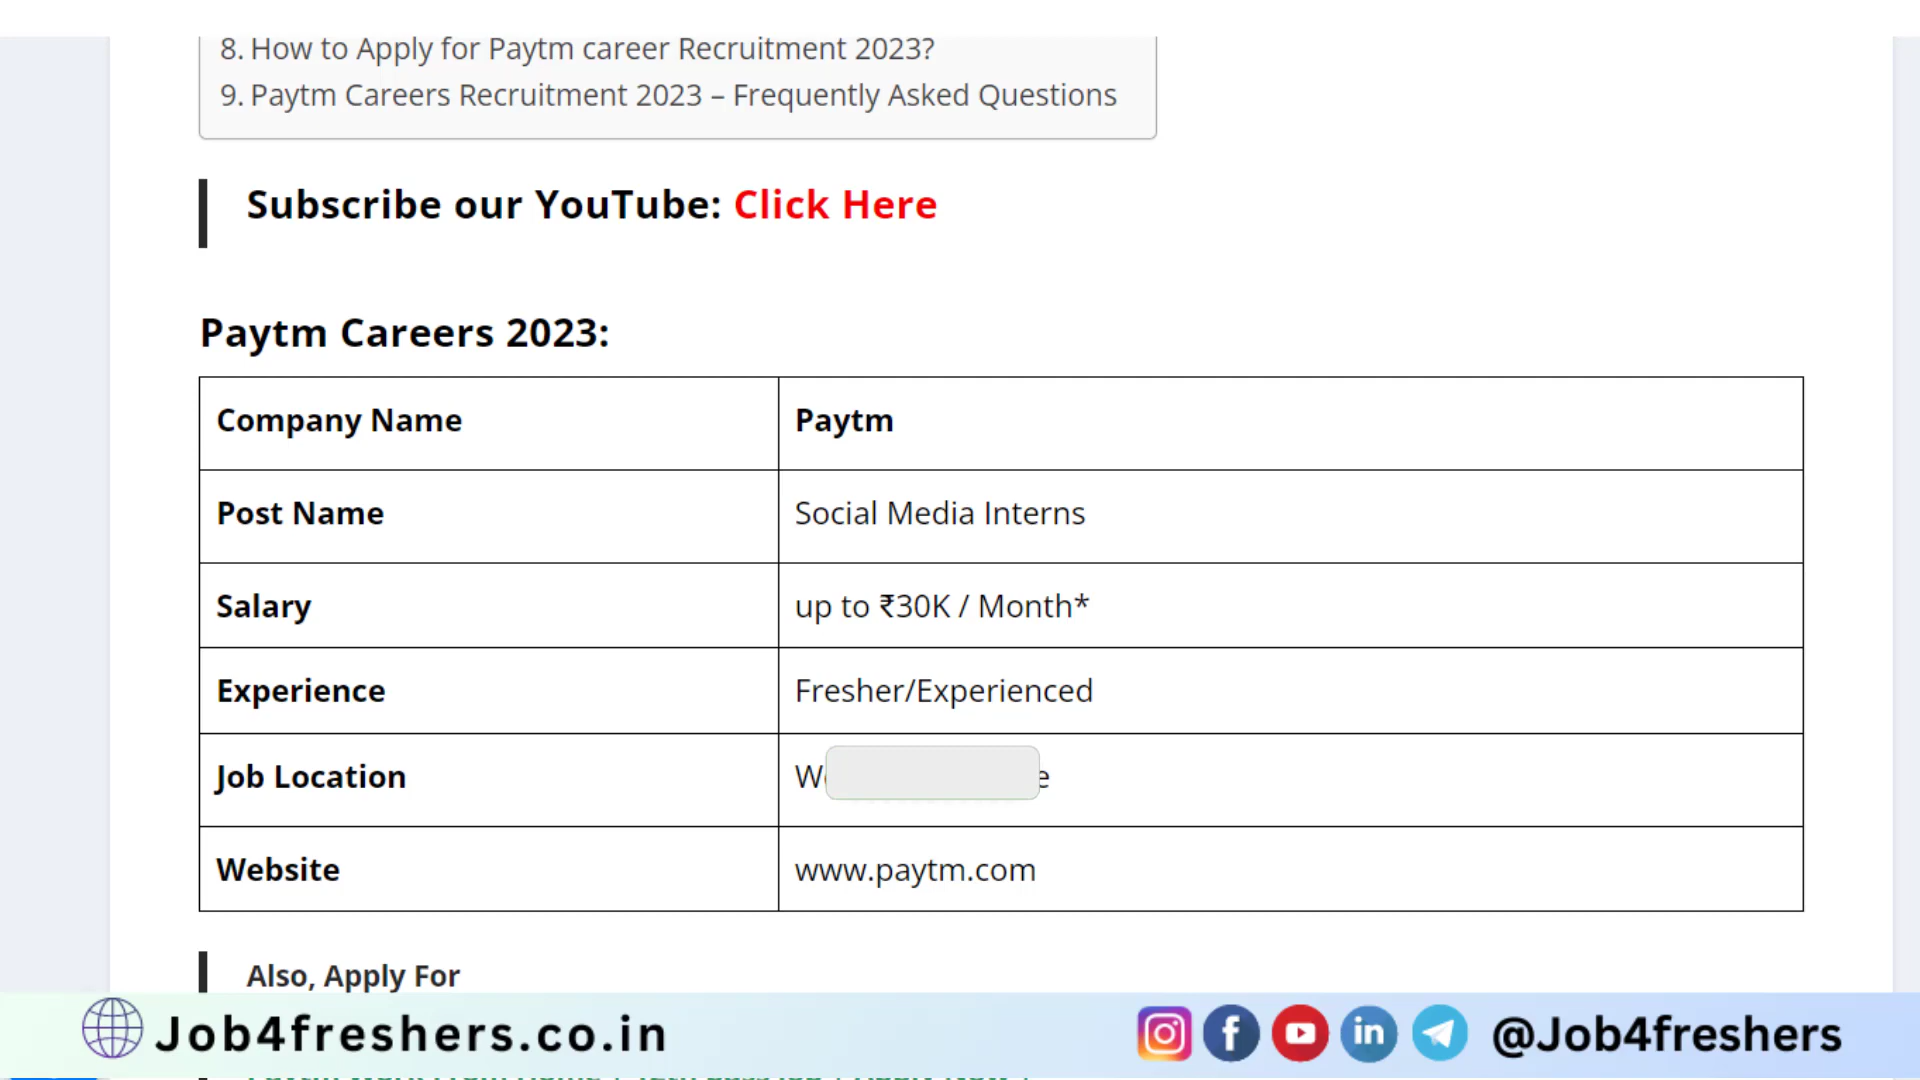 8. How to Apply for Paytm career Recruitment 2023?
9. Paytm Careers Recruitment 2023 – Frequently Asked Questions
Subscribe our YouTube: Click Here
Paytm Careers 2023:
Company Name Paytm
Post Name Social Media Interns
Salary up to ₹30K / Month*
Experience Fresher/Experienced
Job Location
Website www.paytm.com
Also, Apply For
Job4freshers.co.in @Job4freshers